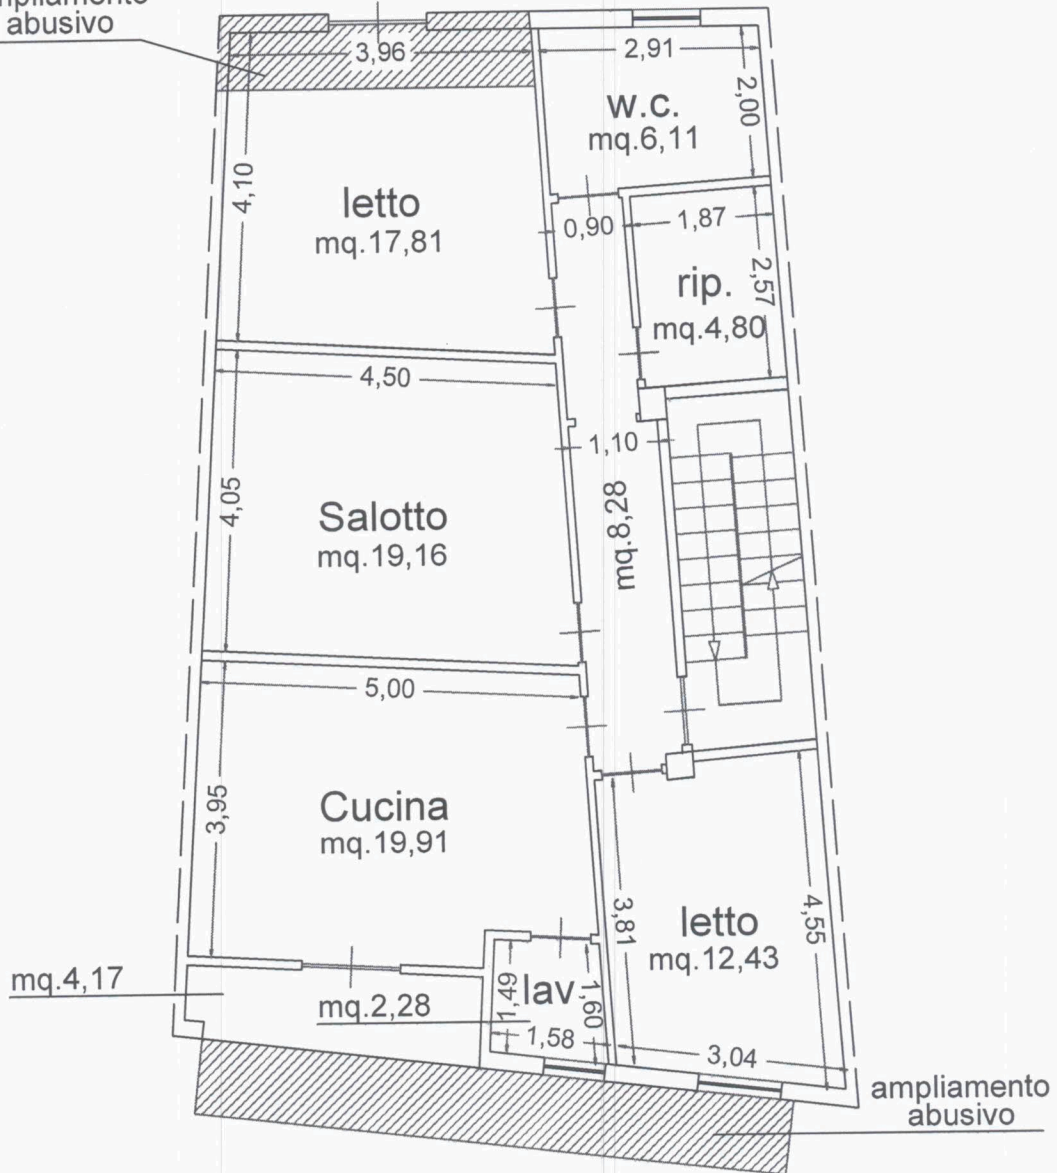 abusivo
3,96
2,91
2,00
w.c.
mq.6,11
4,10
letto
mq.17,81
0,90
1,87
2,57
rip.
mq.4,80
4,50
1,10
4,05
Salotto
mq.19,16
mq.8,28
5,00
3,95
Cucina
mq.19,91
3,81
4,55
letto
mq.12,43
mq.4,17
mq.2,28
1,49
lav.
1,60
1,58
3,04
ampliamento
abusivo